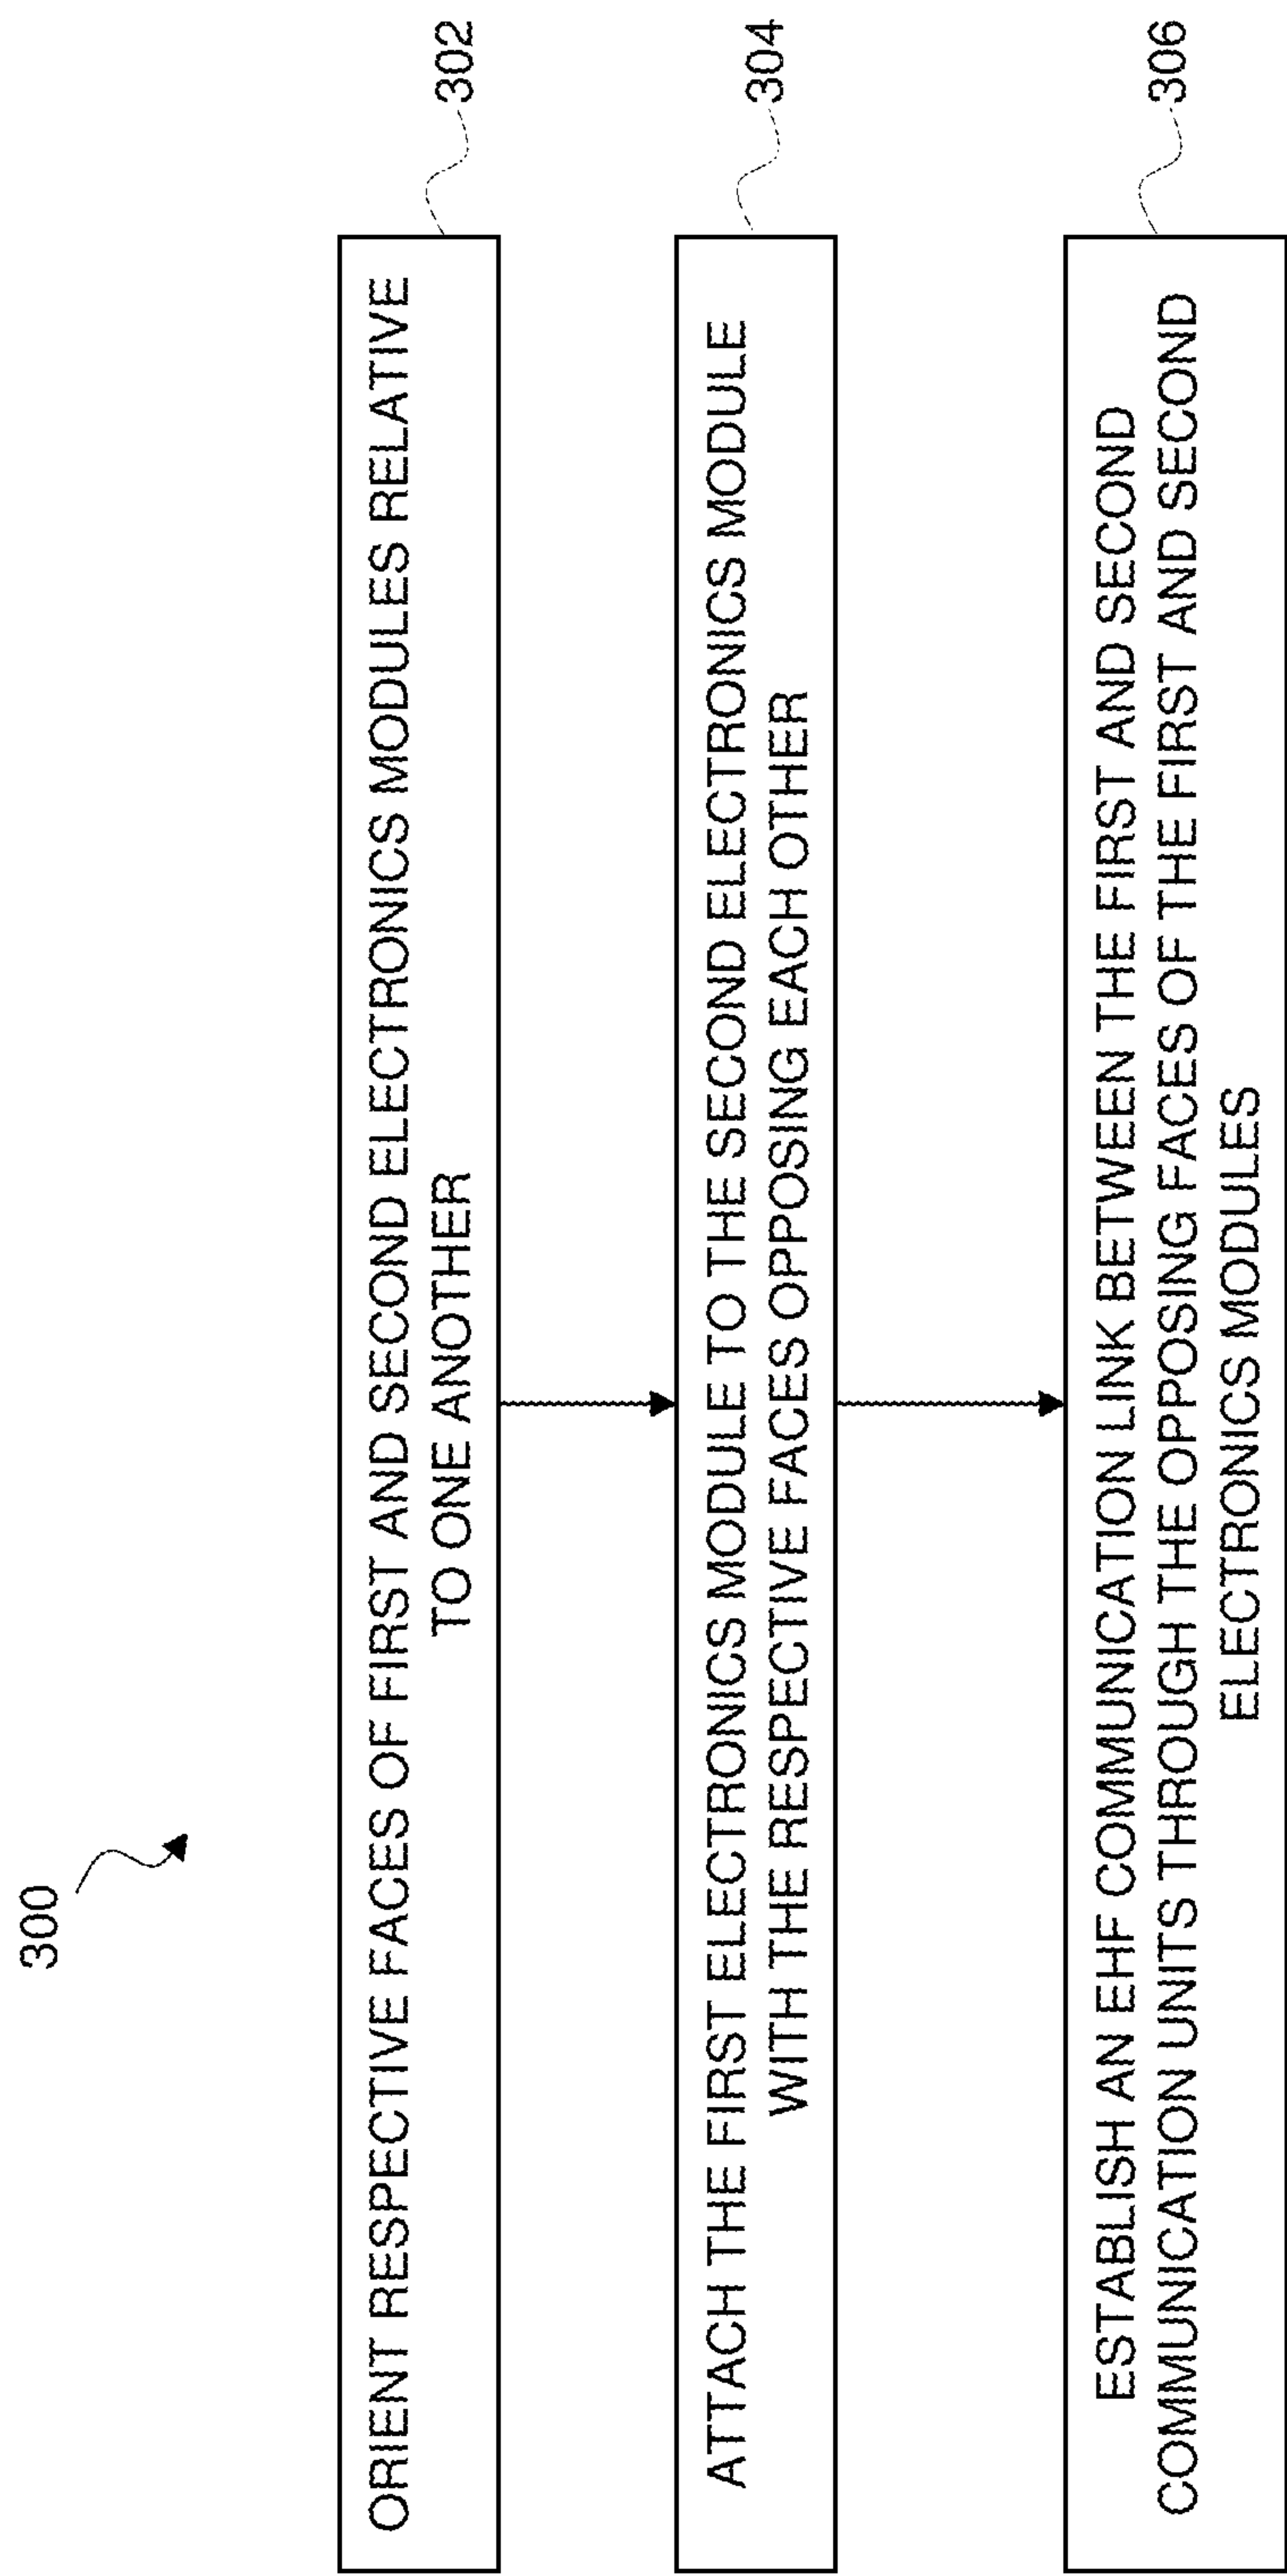 300
ORIENT RESPECTIVE FACES OF FIRST AND SECOND ELECTRONICS MODULES RELATIVE
TO ONE ANOTHER
302
ATTACH THE FIRST ELECTRONICS MODULE TO THE SECOND ELECTRONICS MODULE
WITH THE RESPECTIVE FACES OPPOSING EACH OTHER
304
ESTABLISH AN EHF COMMUNICATION LINK BETWEEN THE FIRST AND SECOND
COMMUNICATION UNITS THROUGH THE OPPOSING FACES OF THE FIRST AND SECOND
ELECTRONICS MODULES
306